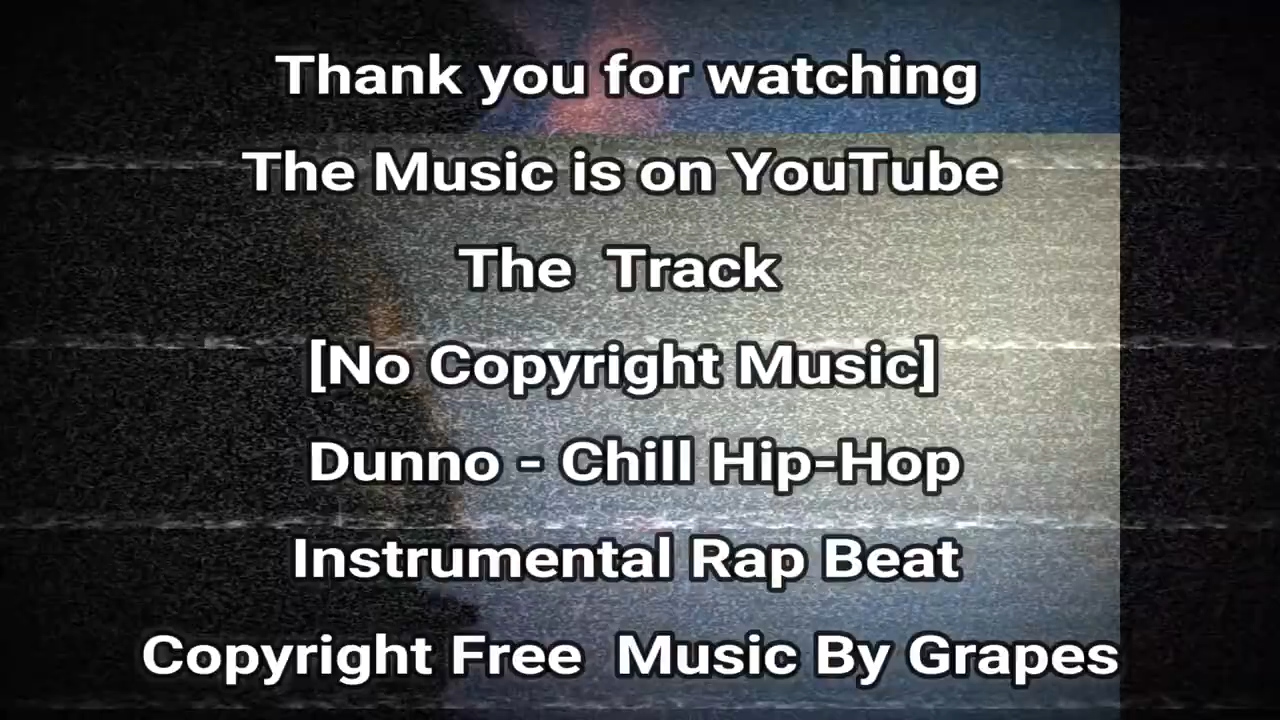 Thank you for watching
The Music is on YouTube
The Track
[No Copyright Music]
Dunno - Chill Hip-Hop
Instrumental Rap Beat
Copyright Free Music By Grapes